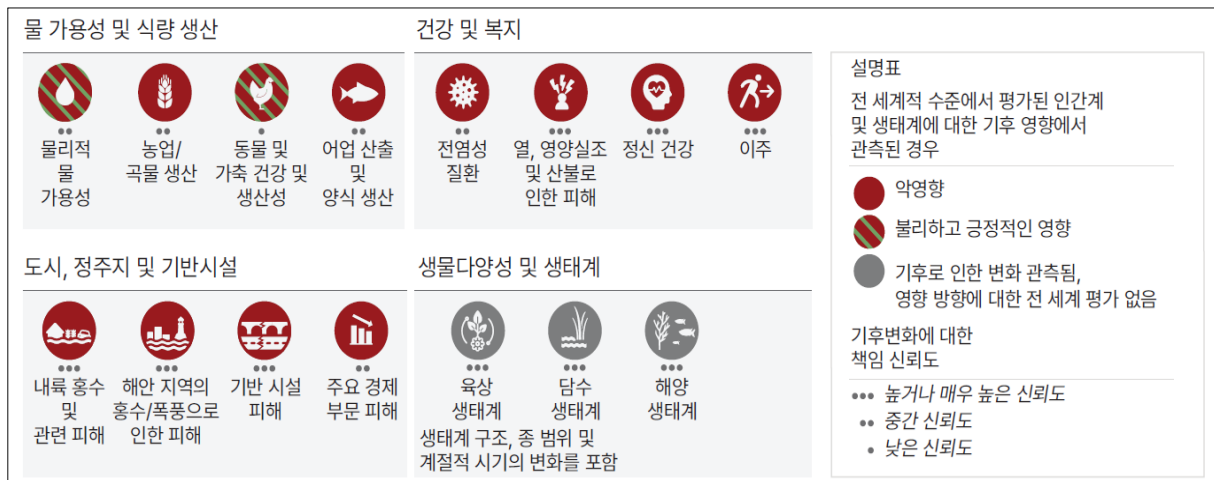 물 가용성 및 식량 생산
물리적
물
가용성
농업/
곡물 생산
동물 및
가축 건강 및
생산성
어업 산출
및
양식 생산
건강 및 복지
전염성
질환
열, 영양실조
및 산불로
인한 피해
정신 건강
이주
도시, 정주지 및 기반시설
내륙 홍수
및
관련 피해
해안 지역의
홍수/폭풍으로
인한 피해
기반 시설
피해
주요 경제
부문 피해
생물다양성 및 생태계
육상
생태계
담수
생태계
해양
생태계
생태계 구조, 종 범위 및
계절적 시기의 변화를 포함
설명표
전 세계적 수준에서 평가된 인간계
및 생태계에 대한 기후 영향에서
관측된 경우
악영향
불리하고 긍정적인 영향
기후로 인한 변화 관측됨,
영향 방향에 대한 전 세계 평가 없음
기후변화에 대한
책임 신뢰도
높거나 매우 높은 신뢰도
중간 신뢰도
낮은 신뢰도